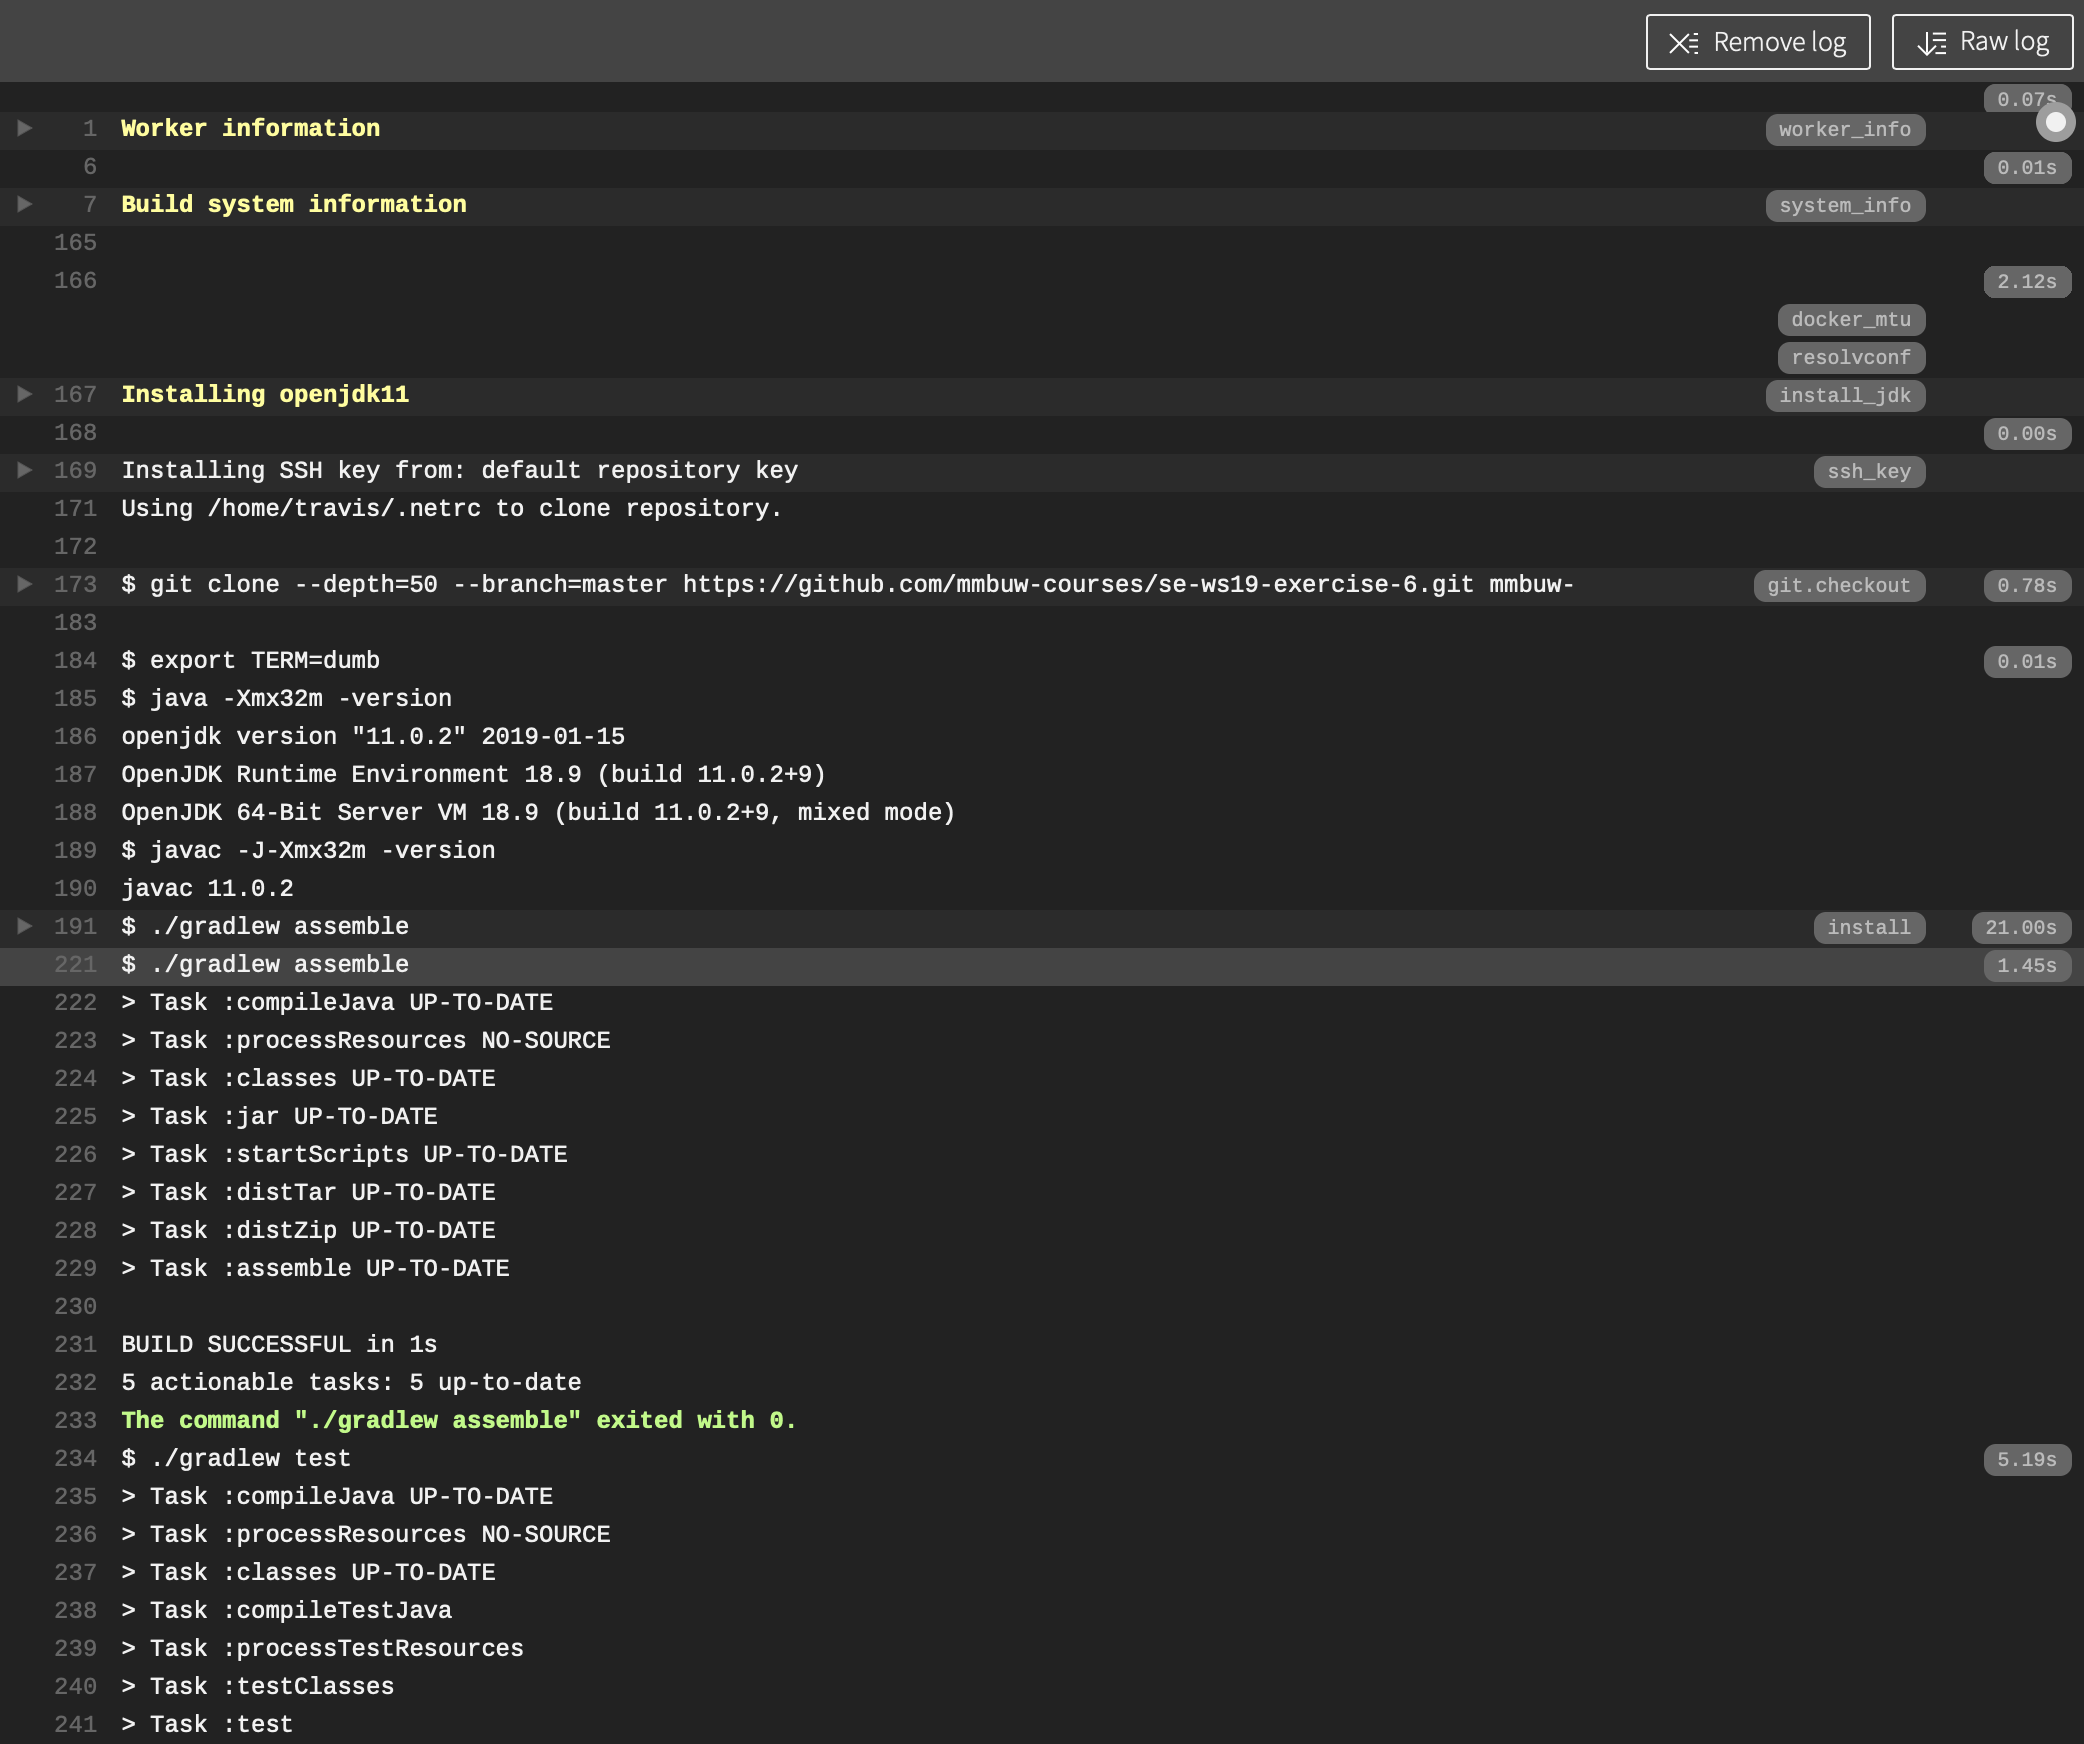 Remove log Raw log
0.07s
1 Worker information worker_info
6 0.01s
7 Build system information system_info
165
166 2.12s
docker_mtu
resolvconf
167 Installing openjdk11 install_jdk
168 0.00s
169 Installing SSH key from: default repository key ssh_key
171 Using /home/travis/.netrc to clone repository.
172
173 $ git clone --depth=50 --branch=master https://github.com/mmbuw-courses/se-ws19-exercise-6.git mmbuw- git.checkout 0.78s
183
184 $ export TERM=dumb 0.01s
185 $ java -Xmx32m -version
186 openjdk version "11.0.2" 2019-01-15
187 OpenJDK Runtime Environment 18.9 (build 11.0.2+9)
188 OpenJDK 64-Bit Server VM 18.9 (build 11.0.2+9, mixed mode)
189 $ javac -J-Xmx32m -version
190 javac 11.0.2
191 $ ./gradlew assemble install 21.00s
221 $ ./gradlew assemble 1.45s
222 > Task :compileJava UP-TO-DATE
223 > Task :processResources NO-SOURCE
224 > Task :classes UP-TO-DATE
225 > Task :jar UP-TO-DATE
226 > Task :startScripts UP-TO-DATE
227 > Task :distTar UP-TO-DATE
228 > Task :distZip UP-TO-DATE
229 > Task :assemble UP-TO-DATE
230
231 BUILD SUCCESSFUL in 1s
232 5 actionable tasks: 5 up-to-date
233 The command "./gradlew assemble" exited with 0.
234 $ ./gradlew test 5.19s
235 > Task :compileJava UP-TO-DATE
236 > Task :processResources NO-SOURCE
237 > Task :classes UP-TO-DATE
238 > Task :compileTestJava
239 > Task :processTestResources
240 > Task :testClasses
241 > Task :test